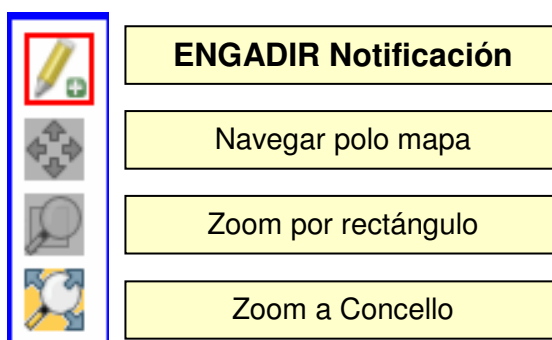 ENGADIR Notificación
Navegar polo mapa
Zoom por rectángulo
Zoom a Concello